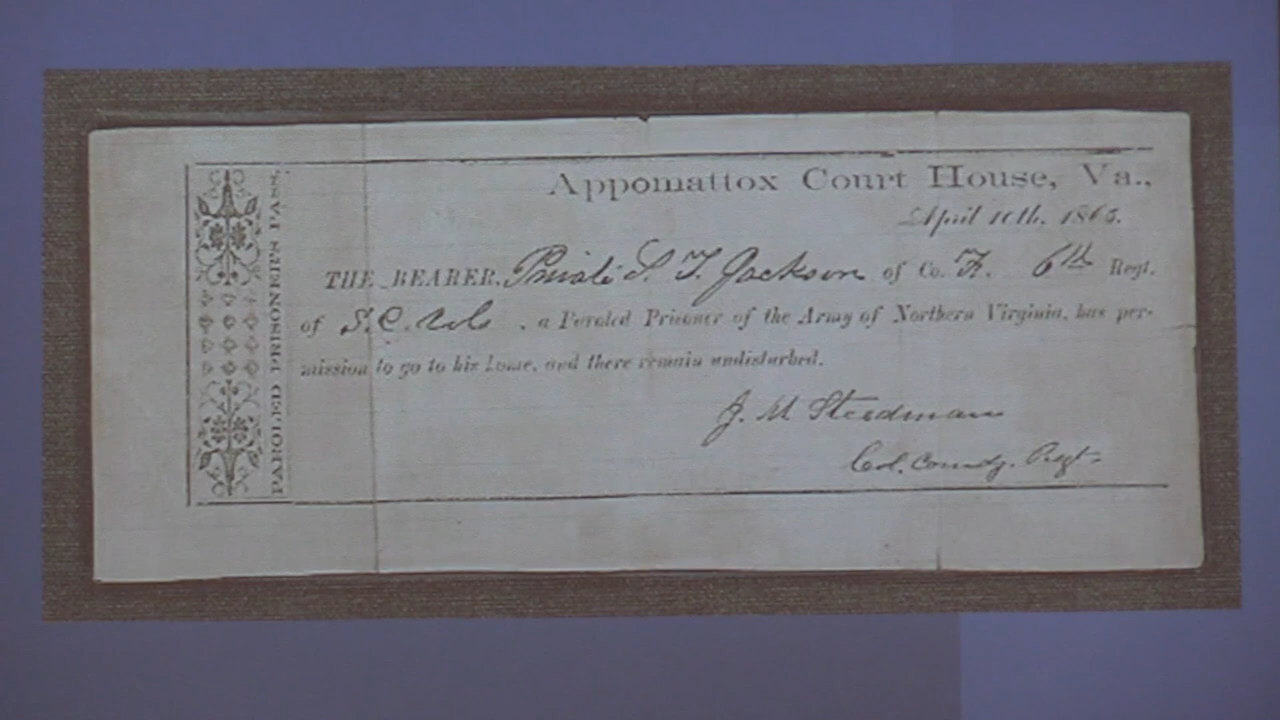 PAROLED PRISONER'S PASS.
Appomattox Court House, Va.,
April 10th, 1865.
THE BEARER, Private S. T. Jackson of Co. F. 6th Regt.
of S.C. Vols , a Paroled Prisoner of the Army of Northern Virginia, has per-
mission to go to his home, and there remain undisturbed.
J. M Steedman
Col. Comdg. Regt.